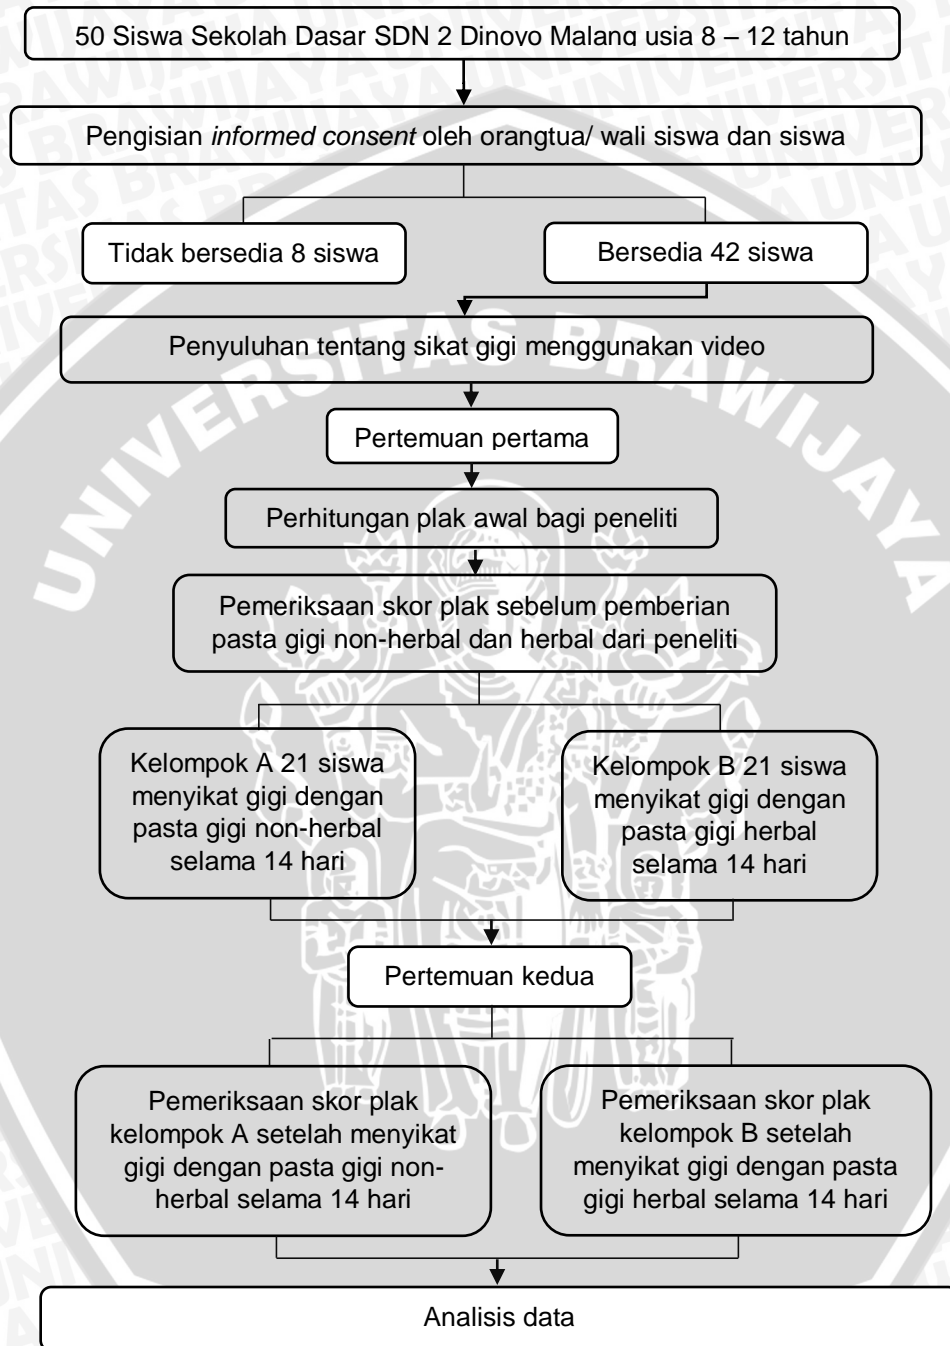 50 Siswa Sekolah Dasar SDN 2 Dinoyo Malang usia 8 – 12 tahun
Pengisian informed consent oleh orangtua/ wali siswa dan siswa
Tidak bersedia 8 siswa
Bersedia 42 siswa
Penyuluhan tentang sikat gigi menggunakan video
UNIVERSITAS BRAWIJAYA
Pertemuan pertama
Perhitungan plak awal bagi peneliti
Pemeriksaan skor plak sebelum pemberian
pasta gigi non-herbal dan herbal dari peneliti
Kelompok A 21 siswa
menyikat gigi dengan
pasta gigi non-herbal
selama 14 hari
Kelompok B 21 siswa
menyikat gigi dengan
pasta gigi herbal
selama 14 hari
Pertemuan kedua
Pemeriksaan skor plak
kelompok A setelah menyikat
gigi dengan pasta gigi non-
herbal selama 14 hari
Pemeriksaan skor plak
kelompok B setelah
menyikat gigi dengan pasta
gigi herbal selama 14 hari
Analisis data